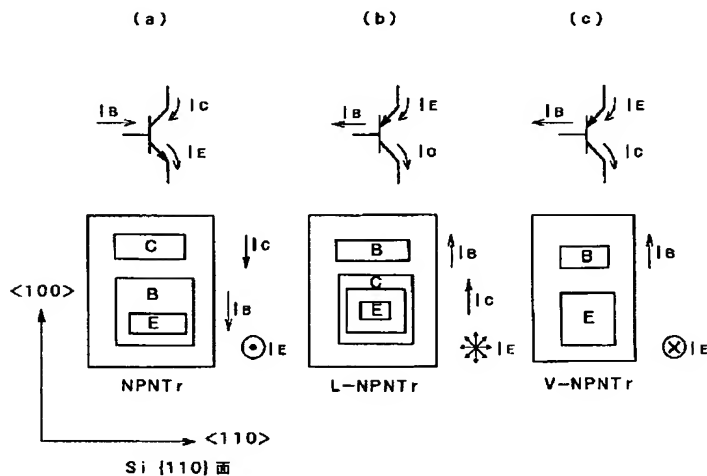 (a)
(b)
(c)
IB
IC
IE
IB
IE
IC
IB
IE
IC
C
B
E
IC
IB
IE
B
C
E
IB
IC
IE
B
E
IB
IE
<100>
NPNTr
L-NPNTr
V-NPNTr
<110>
Si {110} 面